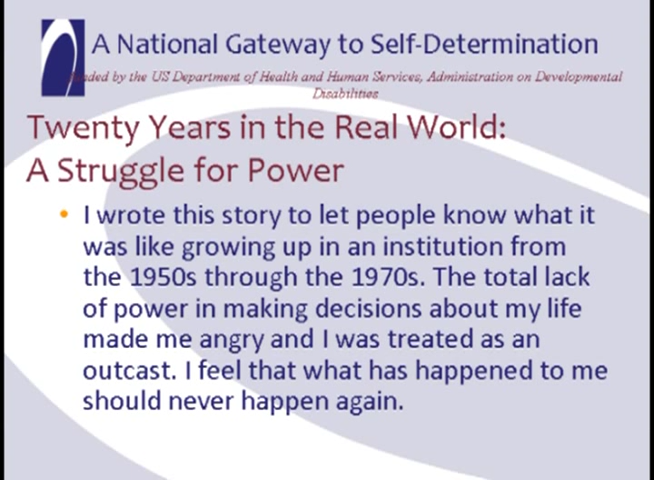 A National Gateway to Self-Determination
Funded by the US Department of Health and Human Services, Administration on Developmental
Disabilities
Twenty Years in the Real World:
A Struggle for Power
• I wrote this story to let people know what it
was like growing up in an institution from
the 1950s through the 1970s. The total lack
of power in making decisions about my life
made me angry and I was treated as an
outcast. I feel that what has happened to me
should never happen again.